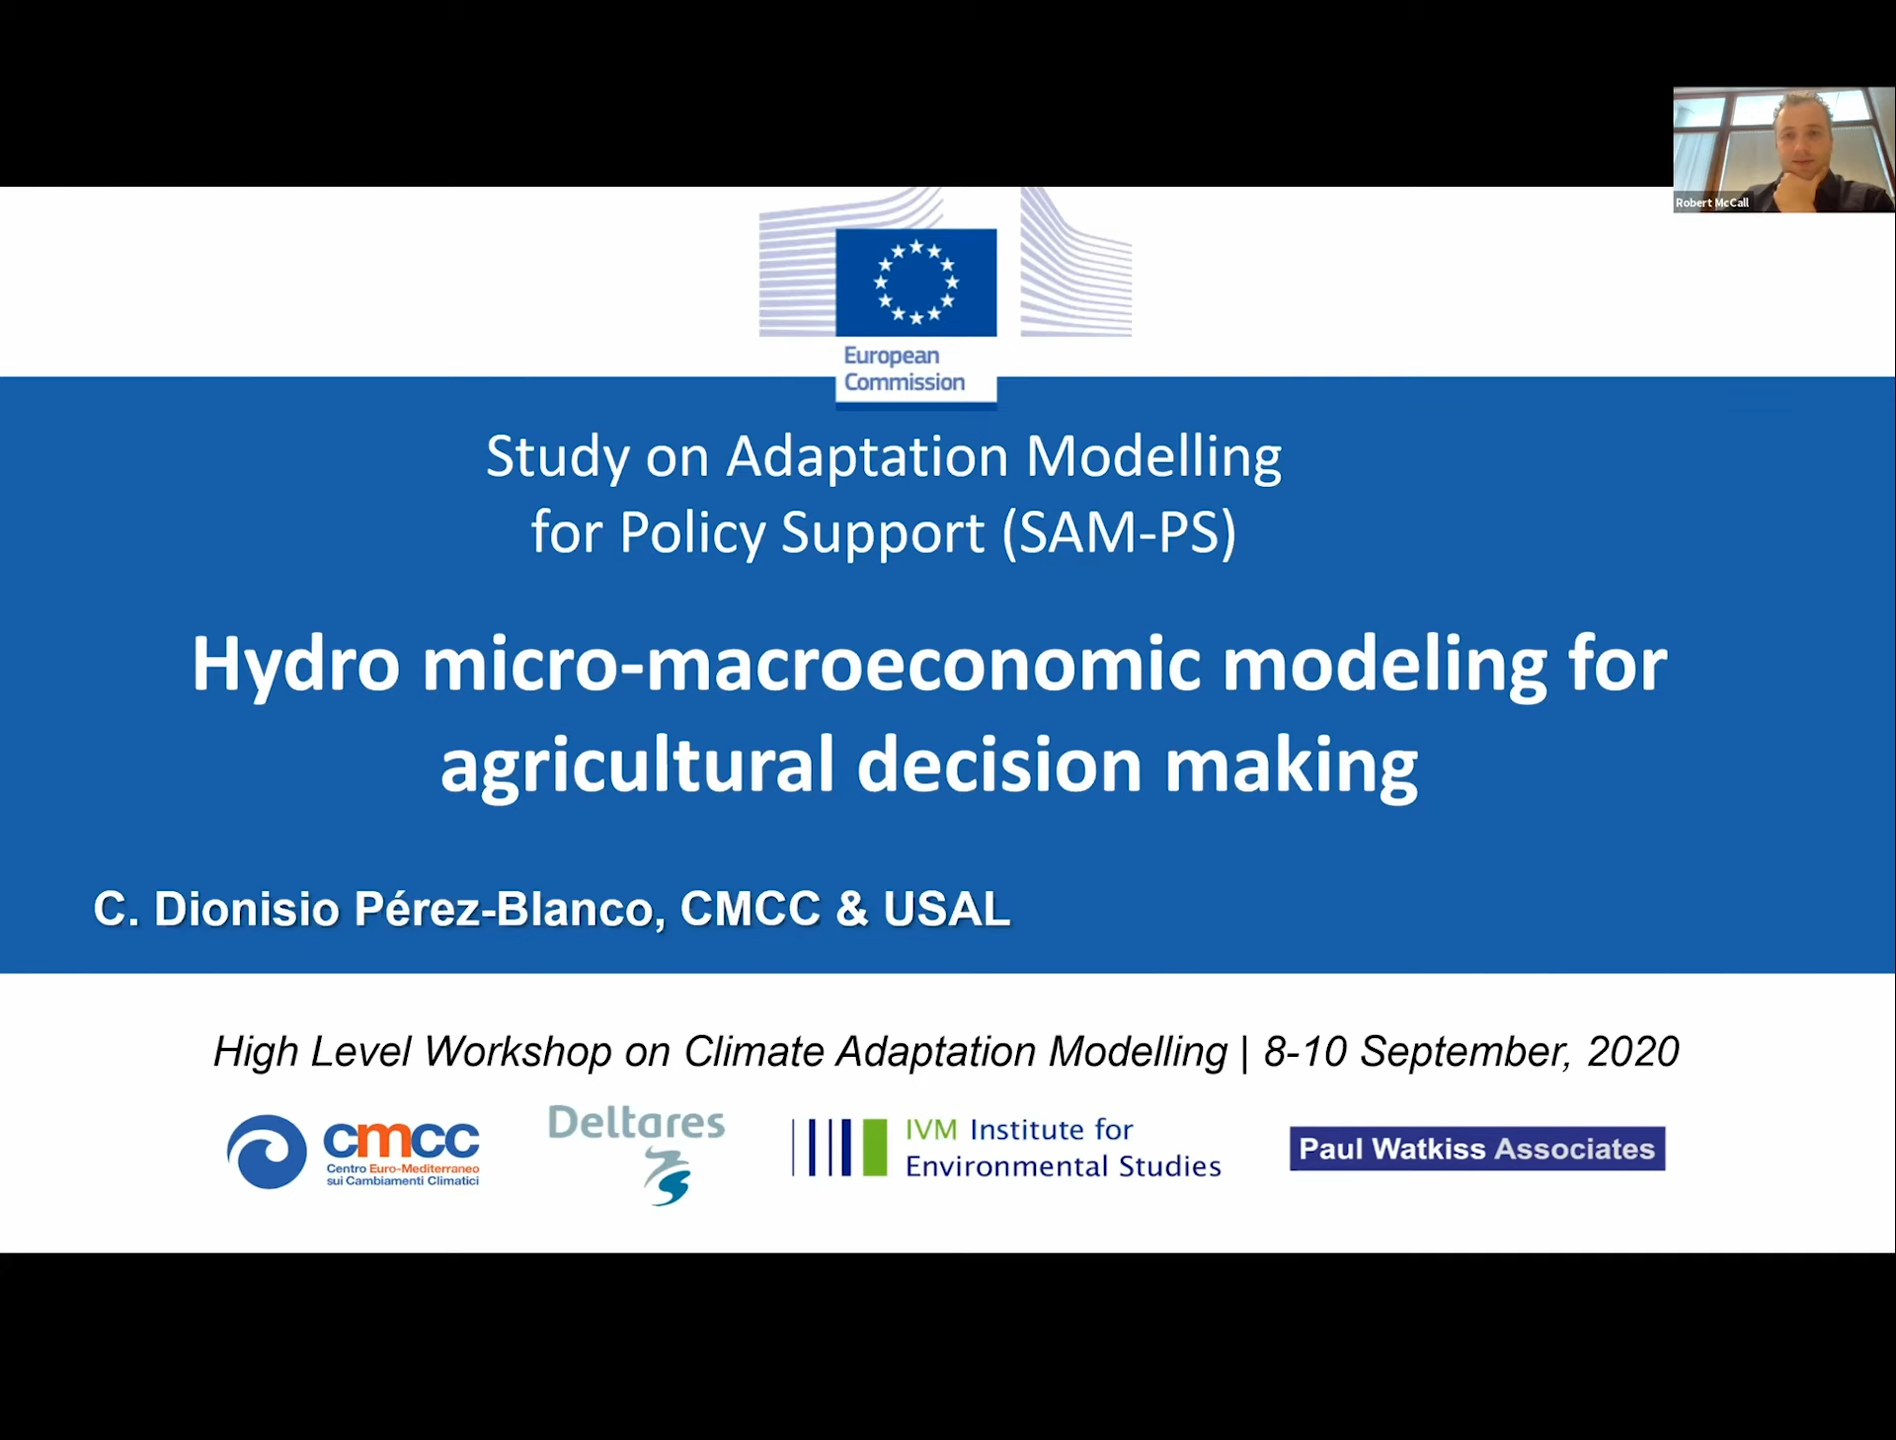 Robert McCall
European
Commission
Study on Adaptation Modelling
for Policy Support (SAM-PS)
Hydro micro-macroeconomic modeling for
agricultural decision making
C. Dionisio Pérez-Blanco, CMCC & USAL
High Level Workshop on Climate Adaptation Modelling | 8-10 September, 2020
cmcc
Centro Euro-Mediterraneo
sui Cambiamenti Climatici
Deltares
IVM Institute for
Environmental Studies
Paul Watkiss Associates